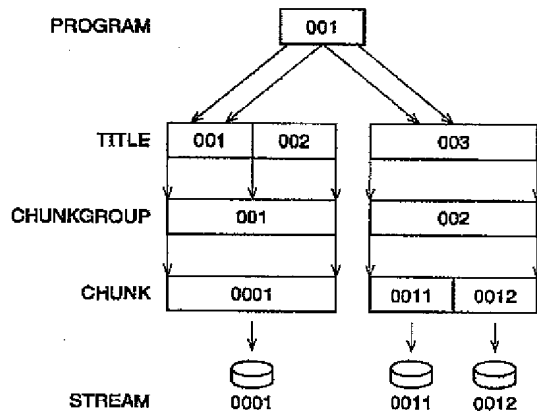 PROGRAM 001
TITLE 001 002 003
CHUNKGROUP 001 002
CHUNK 0001 0011 0012
STREAM 0001 0011 0012